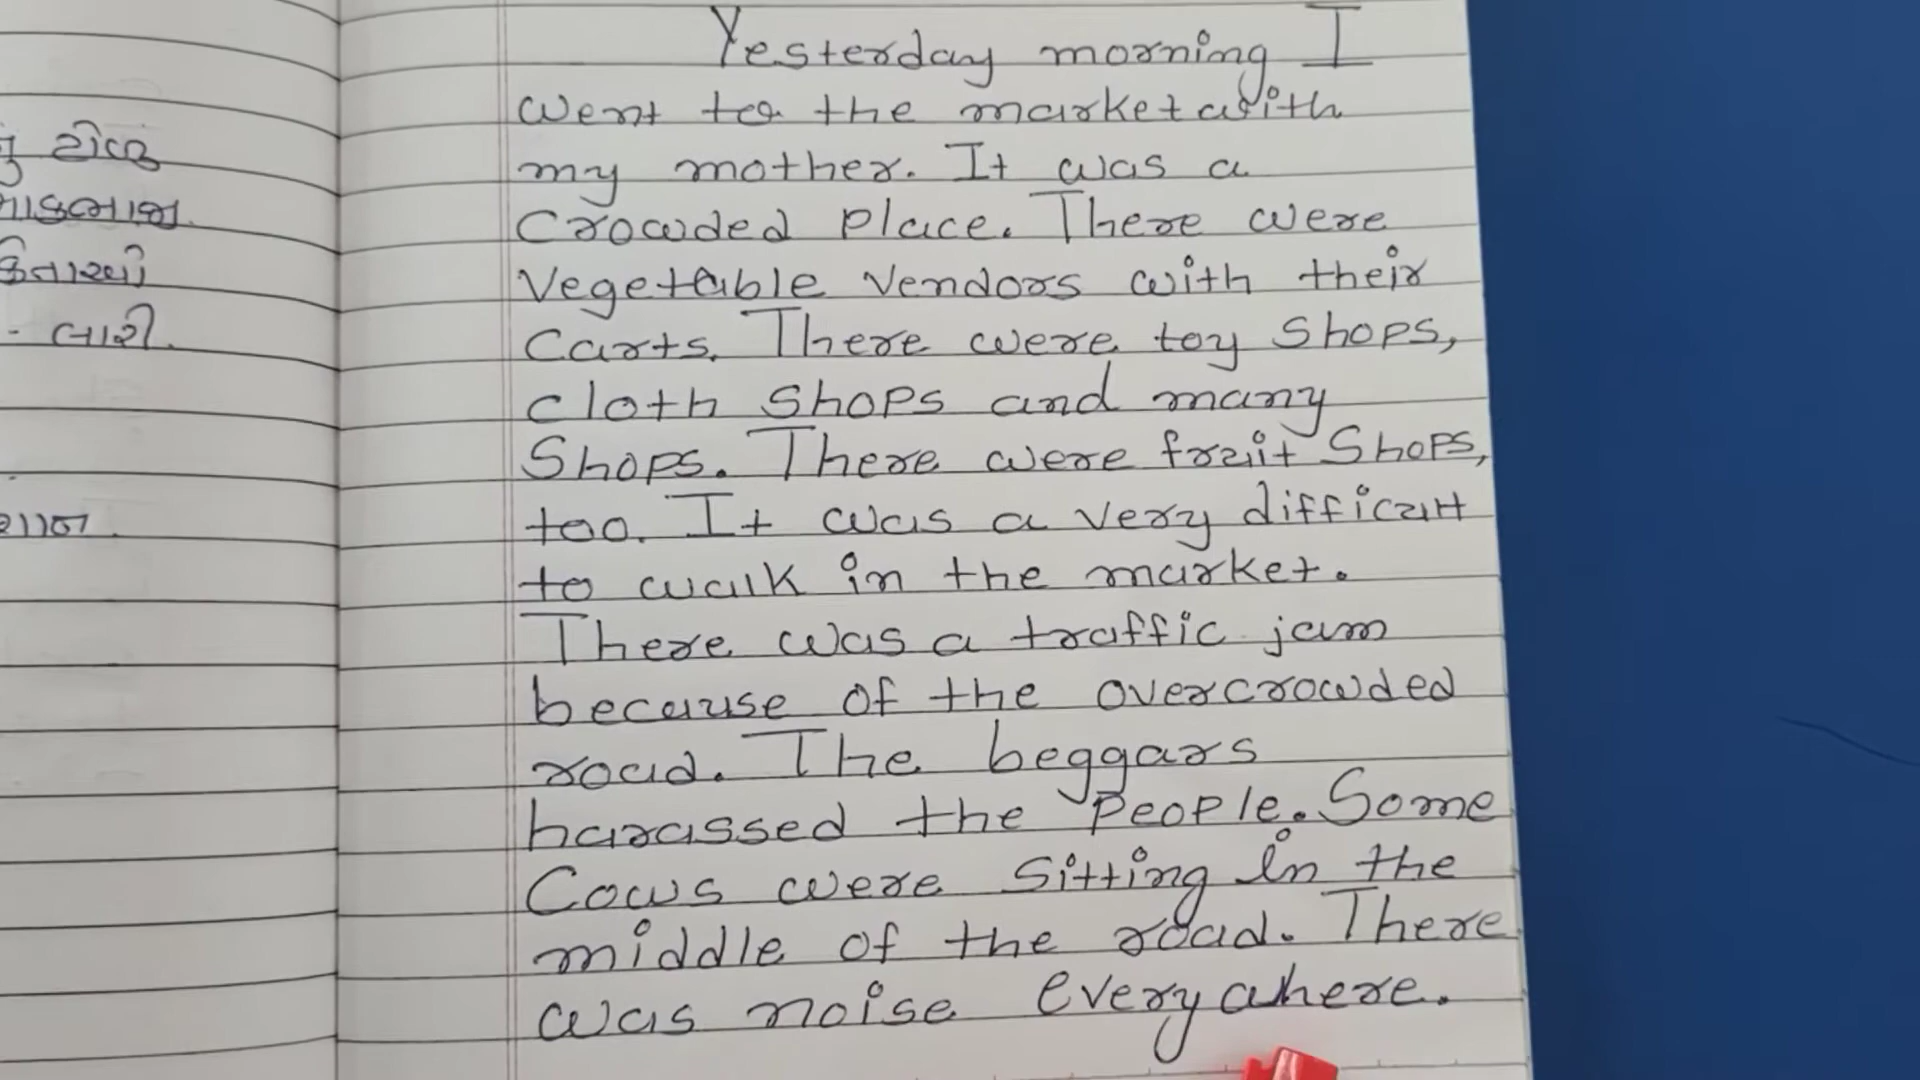 Yesterday morning I
went to the market with
my mother. It was a
Crowded Place. There were
Vegetable Vendors with their
Carts. There were toy Shops,
cloth Shops and many
Shops. There were fruit Shops,
too. It was a very difficult
to walk in the market.
There was a traffic jam
because of the overcrowded
road. The beggars
harassed the People. Some
Cows were Sitting in the
middle of the road. There
was noise everywhere.